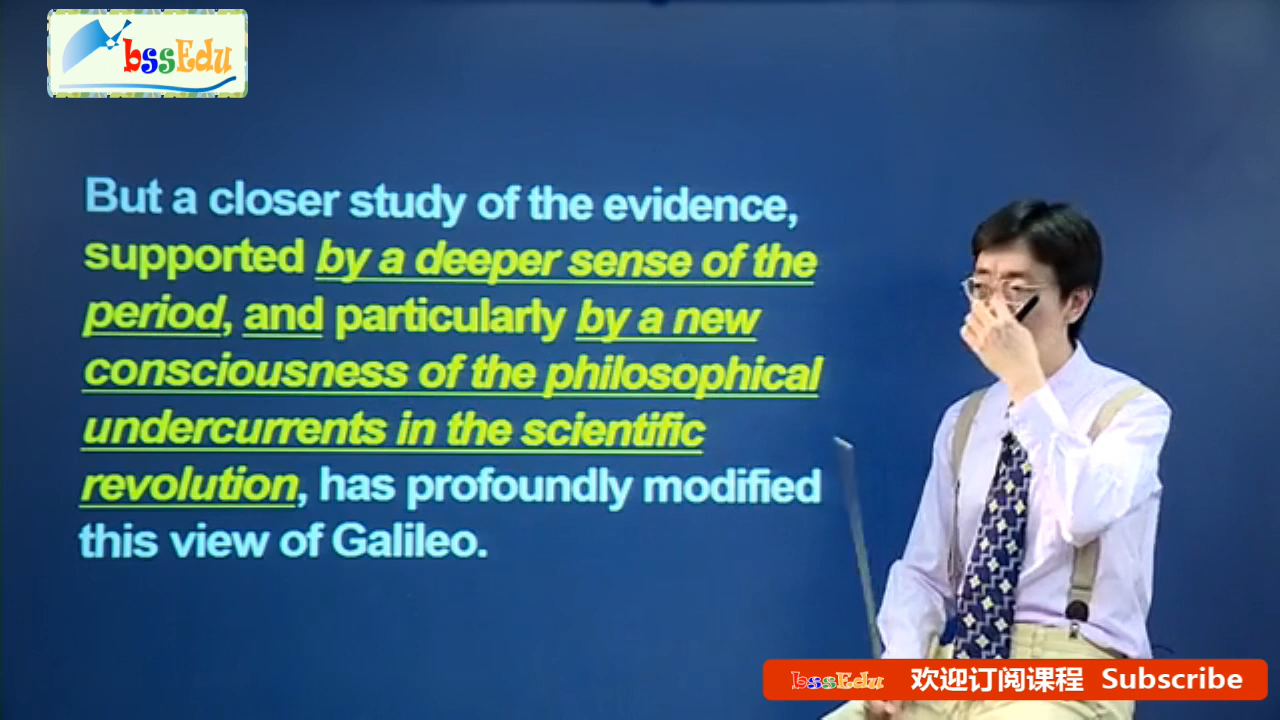 bssEdu
But a closer study of the evidence,
supported by a deeper sense of the
period, and particularly by a new
consciousness of the philosophical
undercurrents in the scientific
revolution, has profoundly modified
this view of Galileo.
bssEdu 欢迎订阅课程 Subscribe